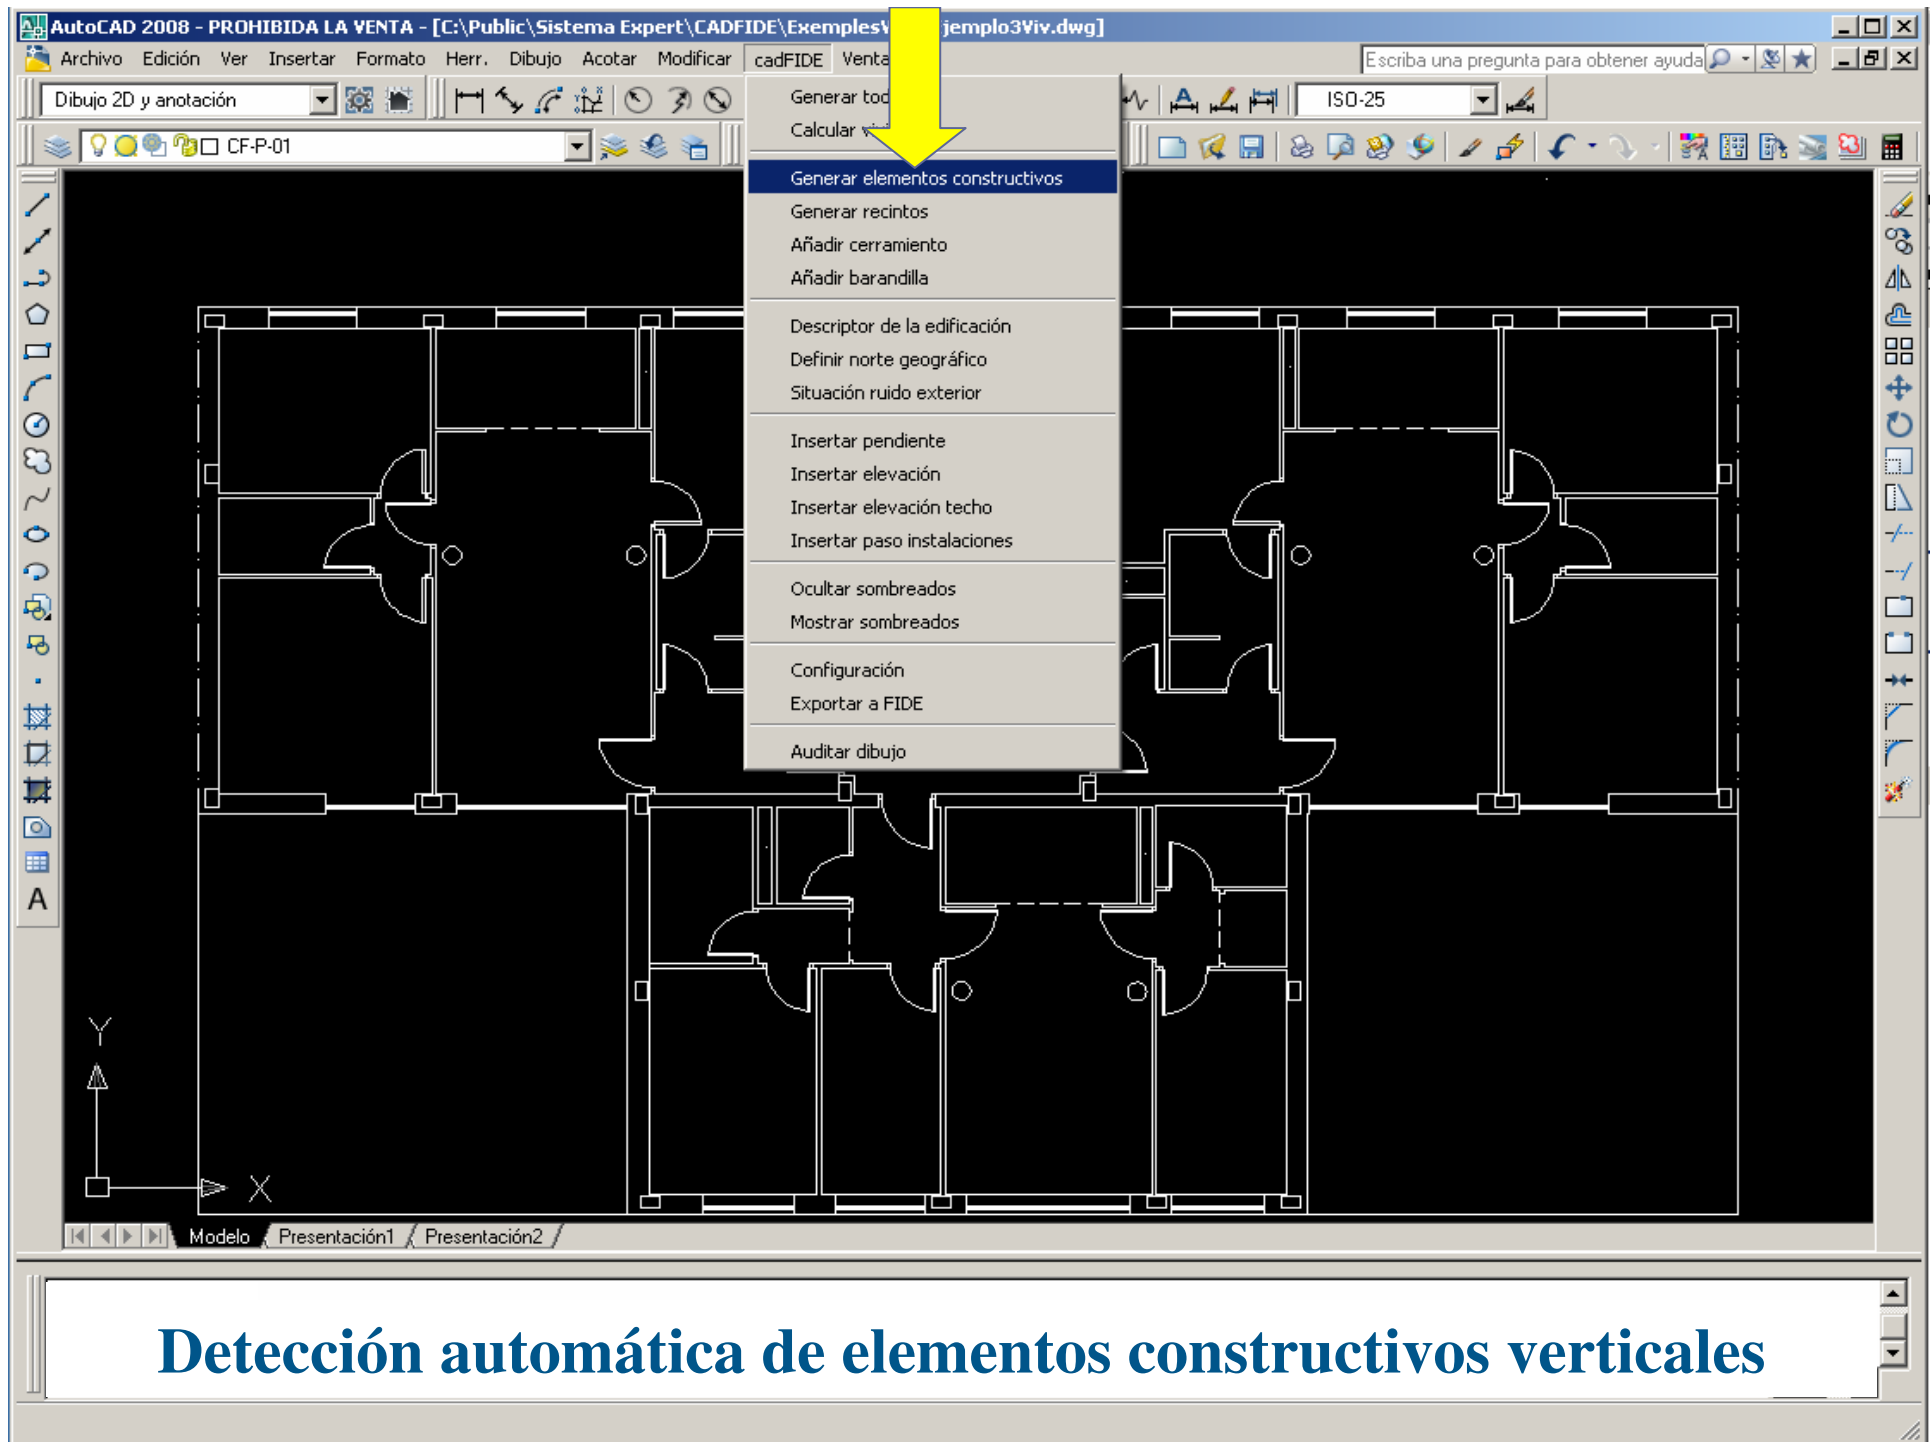 AutoCAD 2008 - PROHIBIDA LA VENTA - [C:\Public\Sistema Expert\CADFIDE\Exemples\ jemplo3Viv.dwg]
Archivo Edición Ver Insertar Formato Herr. Dibujo Acotar Modificar cadFIDE Venta
Escriba una pregunta para obtener ayuda
Dibujo 2D y anotación
ISO-25
CF-P-01
Generar tod
Calcular
Generar elementos constructivos
Generar recintos
Añadir cerramiento
Añadir barandilla
Descriptor de la edificación
Definir norte geográfico
Situación ruido exterior
Insertar pendiente
Insertar elevación
Insertar elevación techo
Insertar paso instalaciones
Ocultar sombreados
Mostrar sombreados
Configuración
Exportar a FIDE
Auditar dibujo
A
Y
X
Modelo Presentación1 Presentación2
Detección automática de elementos constructivos verticales